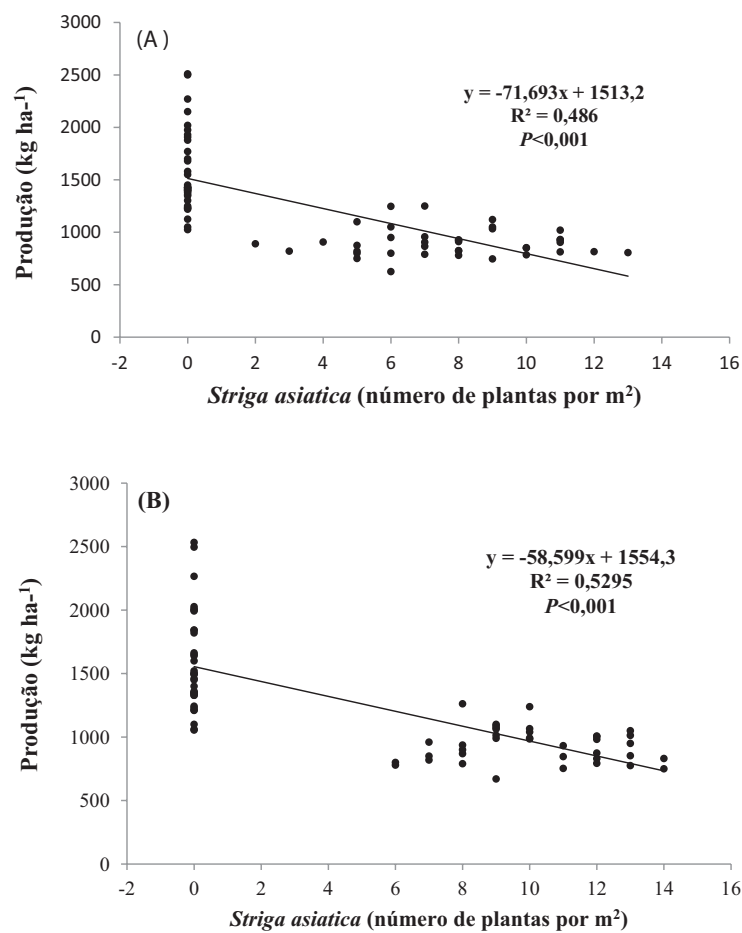 (A )
y = -71,693x + 1513,2
R² = 0,486
P<0,001
Produção (kg ha-¹)
3000
2500
2000
1500
1000
500
0
-2 0 2 4 6 8 10 12 14 16
Striga asiatica (número de plantas por m²)
(B)
y = -58,599x + 1554,3
R² = 0,5295
P<0,001
Produção (kg ha-¹)
3000
2500
2000
1500
1000
500
0
-2 0 2 4 6 8 10 12 14 16
Striga asiatica (número de plantas por m²)